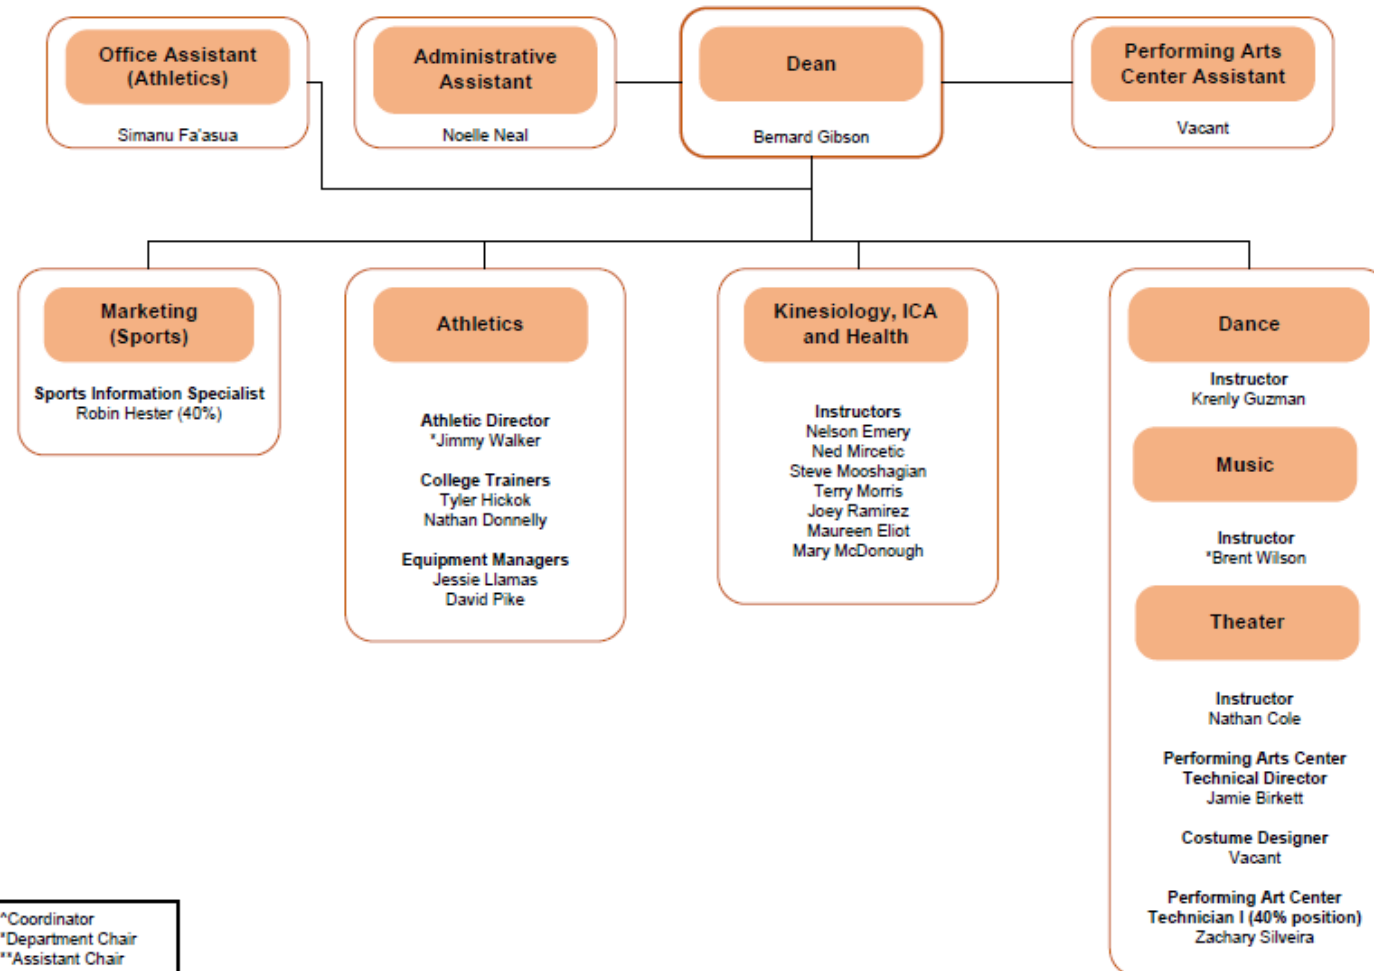 Office Assistant
(Athletics)
Simanu Fa'asua
Administrative
Assistant
Noelle Neal
Dean
Bernard Gibson
Performing Arts
Center Assistant
Vacant
Marketing
(Sports)
Sports Information Specialist
Robin Hester (40%)
Athletics
Athletic Director
*Jimmy Walker
College Trainers
Tyler Hickok
Nathan Donnelly
Equipment Managers
Jessie Llamas
David Pike
Kinesiology, ICA
and Health
Instructors
Nelson Emery
Ned Mircetic
Steve Mooshagian
Terry Morris
Joey Ramirez
Maureen Eliot
Mary McDonough
Dance
Instructor
Krenly Guzman
Music
Instructor
*Brent Wilson
Theater
Instructor
Nathan Cole
Performing Arts Center
Technical Director
Jamie Birkett
Costume Designer
Vacant
Performing Art Center
Technician I (40% position)
Zachary Silveira
^Coordinator
*Department Chair
**Assistant Chair